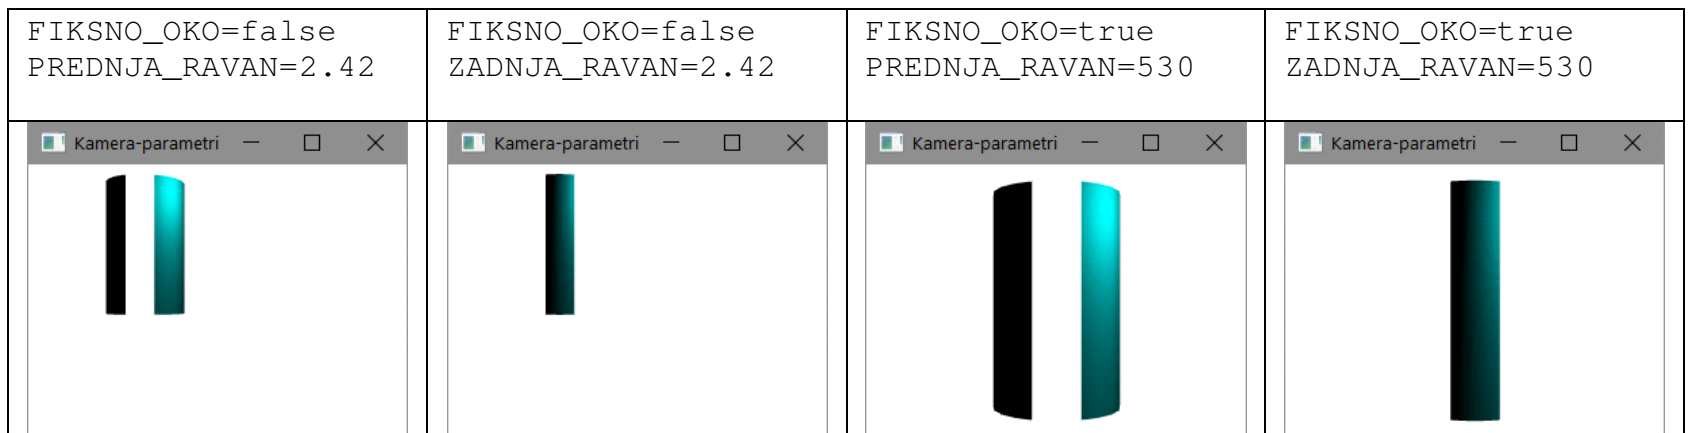 FIKSNO_OKO=false
PREDNJA_RAVAN=2.42
FIKSNO_OKO=false
ZADNJA_RAVAN=2.42
FIKSNO_OKO=true
PREDNJA_RAVAN=530
FIKSNO_OKO=true
ZADNJA_RAVAN=530
Kamera-parametri
Kamera-parametri
Kamera-parametri
Kamera-parametri